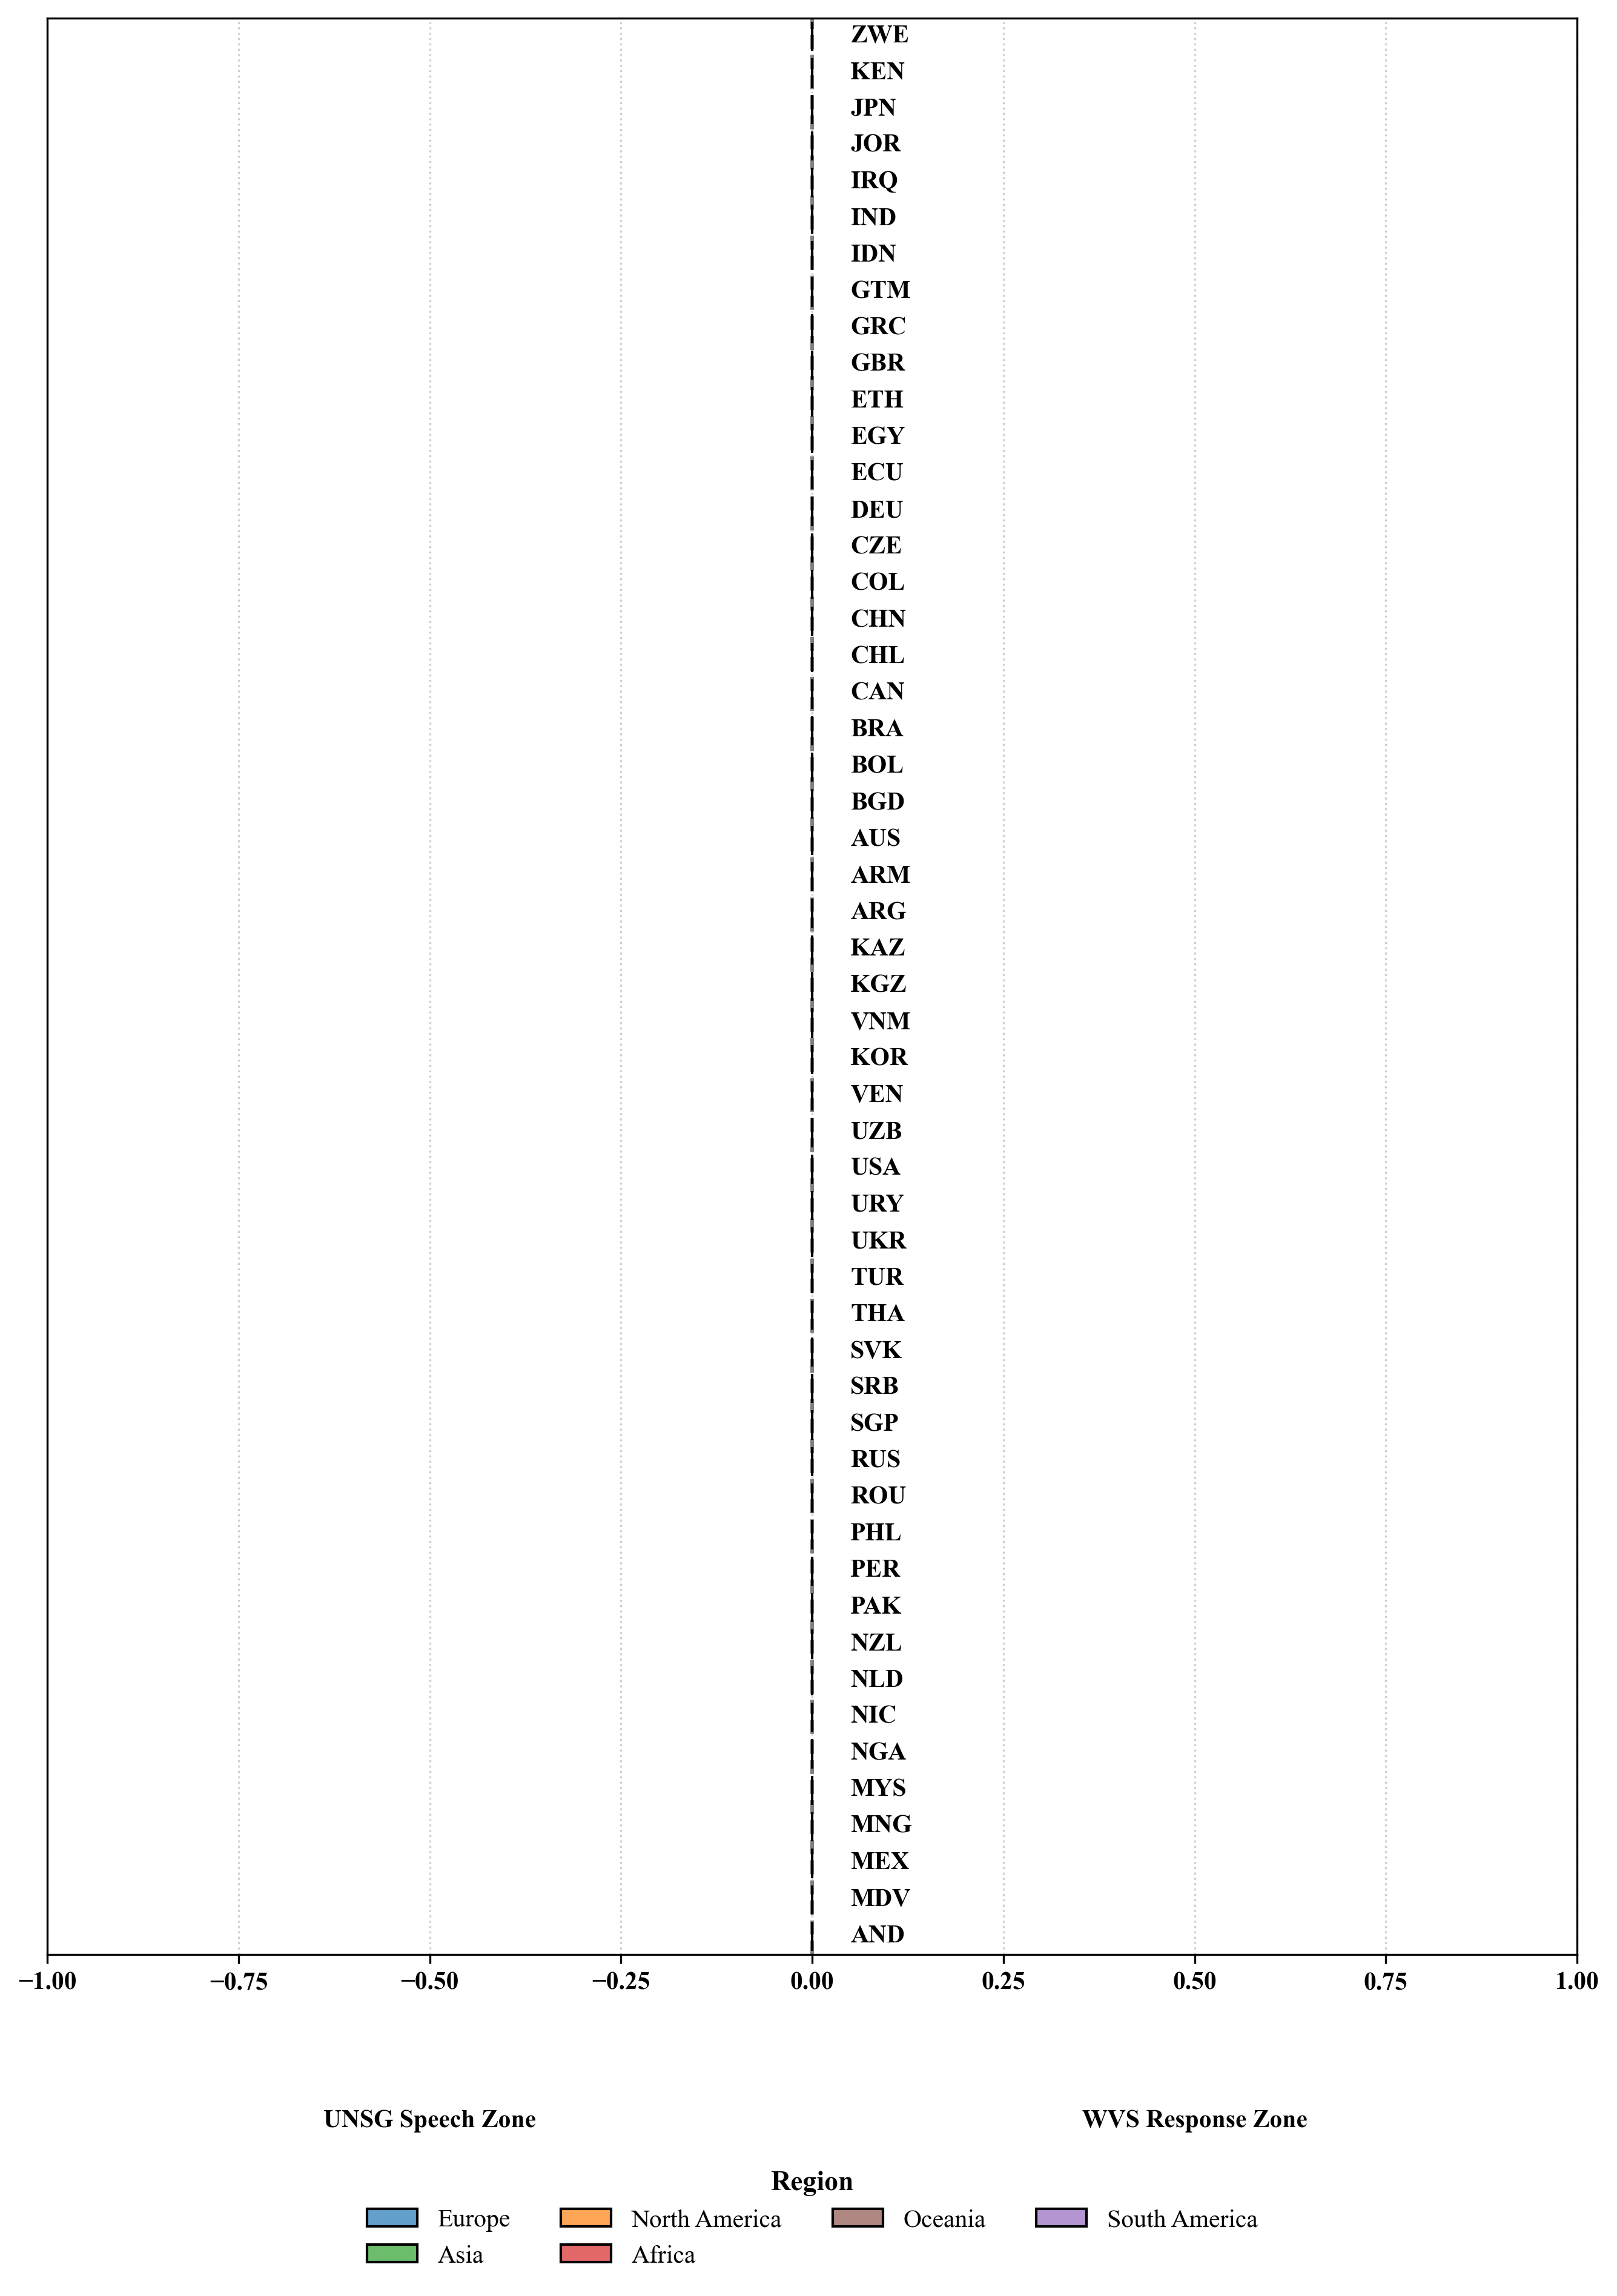 ZWE
KEN
JPN
JOR
IRQ
IND
IDN
GTM
GRC
GBR
ETH
EGY
ECU
DEU
CZE
COL
CHN
CHL
CAN
BRA
BOL
BGD
AUS
ARM
ARG
KAZ
KGZ
VNM
KOR
VEN
UZB
USA
URY
UKR
TUR
THA
SVK
SRB
SGP
RUS
ROU
PHL
PER
PAK
NZL
NLD
NIC
NGA
MYS
MNG
MEX
MDV
AND
−1.00 −0.75 −0.50 −0.25 0.00 0.25 0.50 0.75 1.00
UNSG Speech Zone WVS Response Zone
Region
Europe North America Oceania South America
Asia Africa